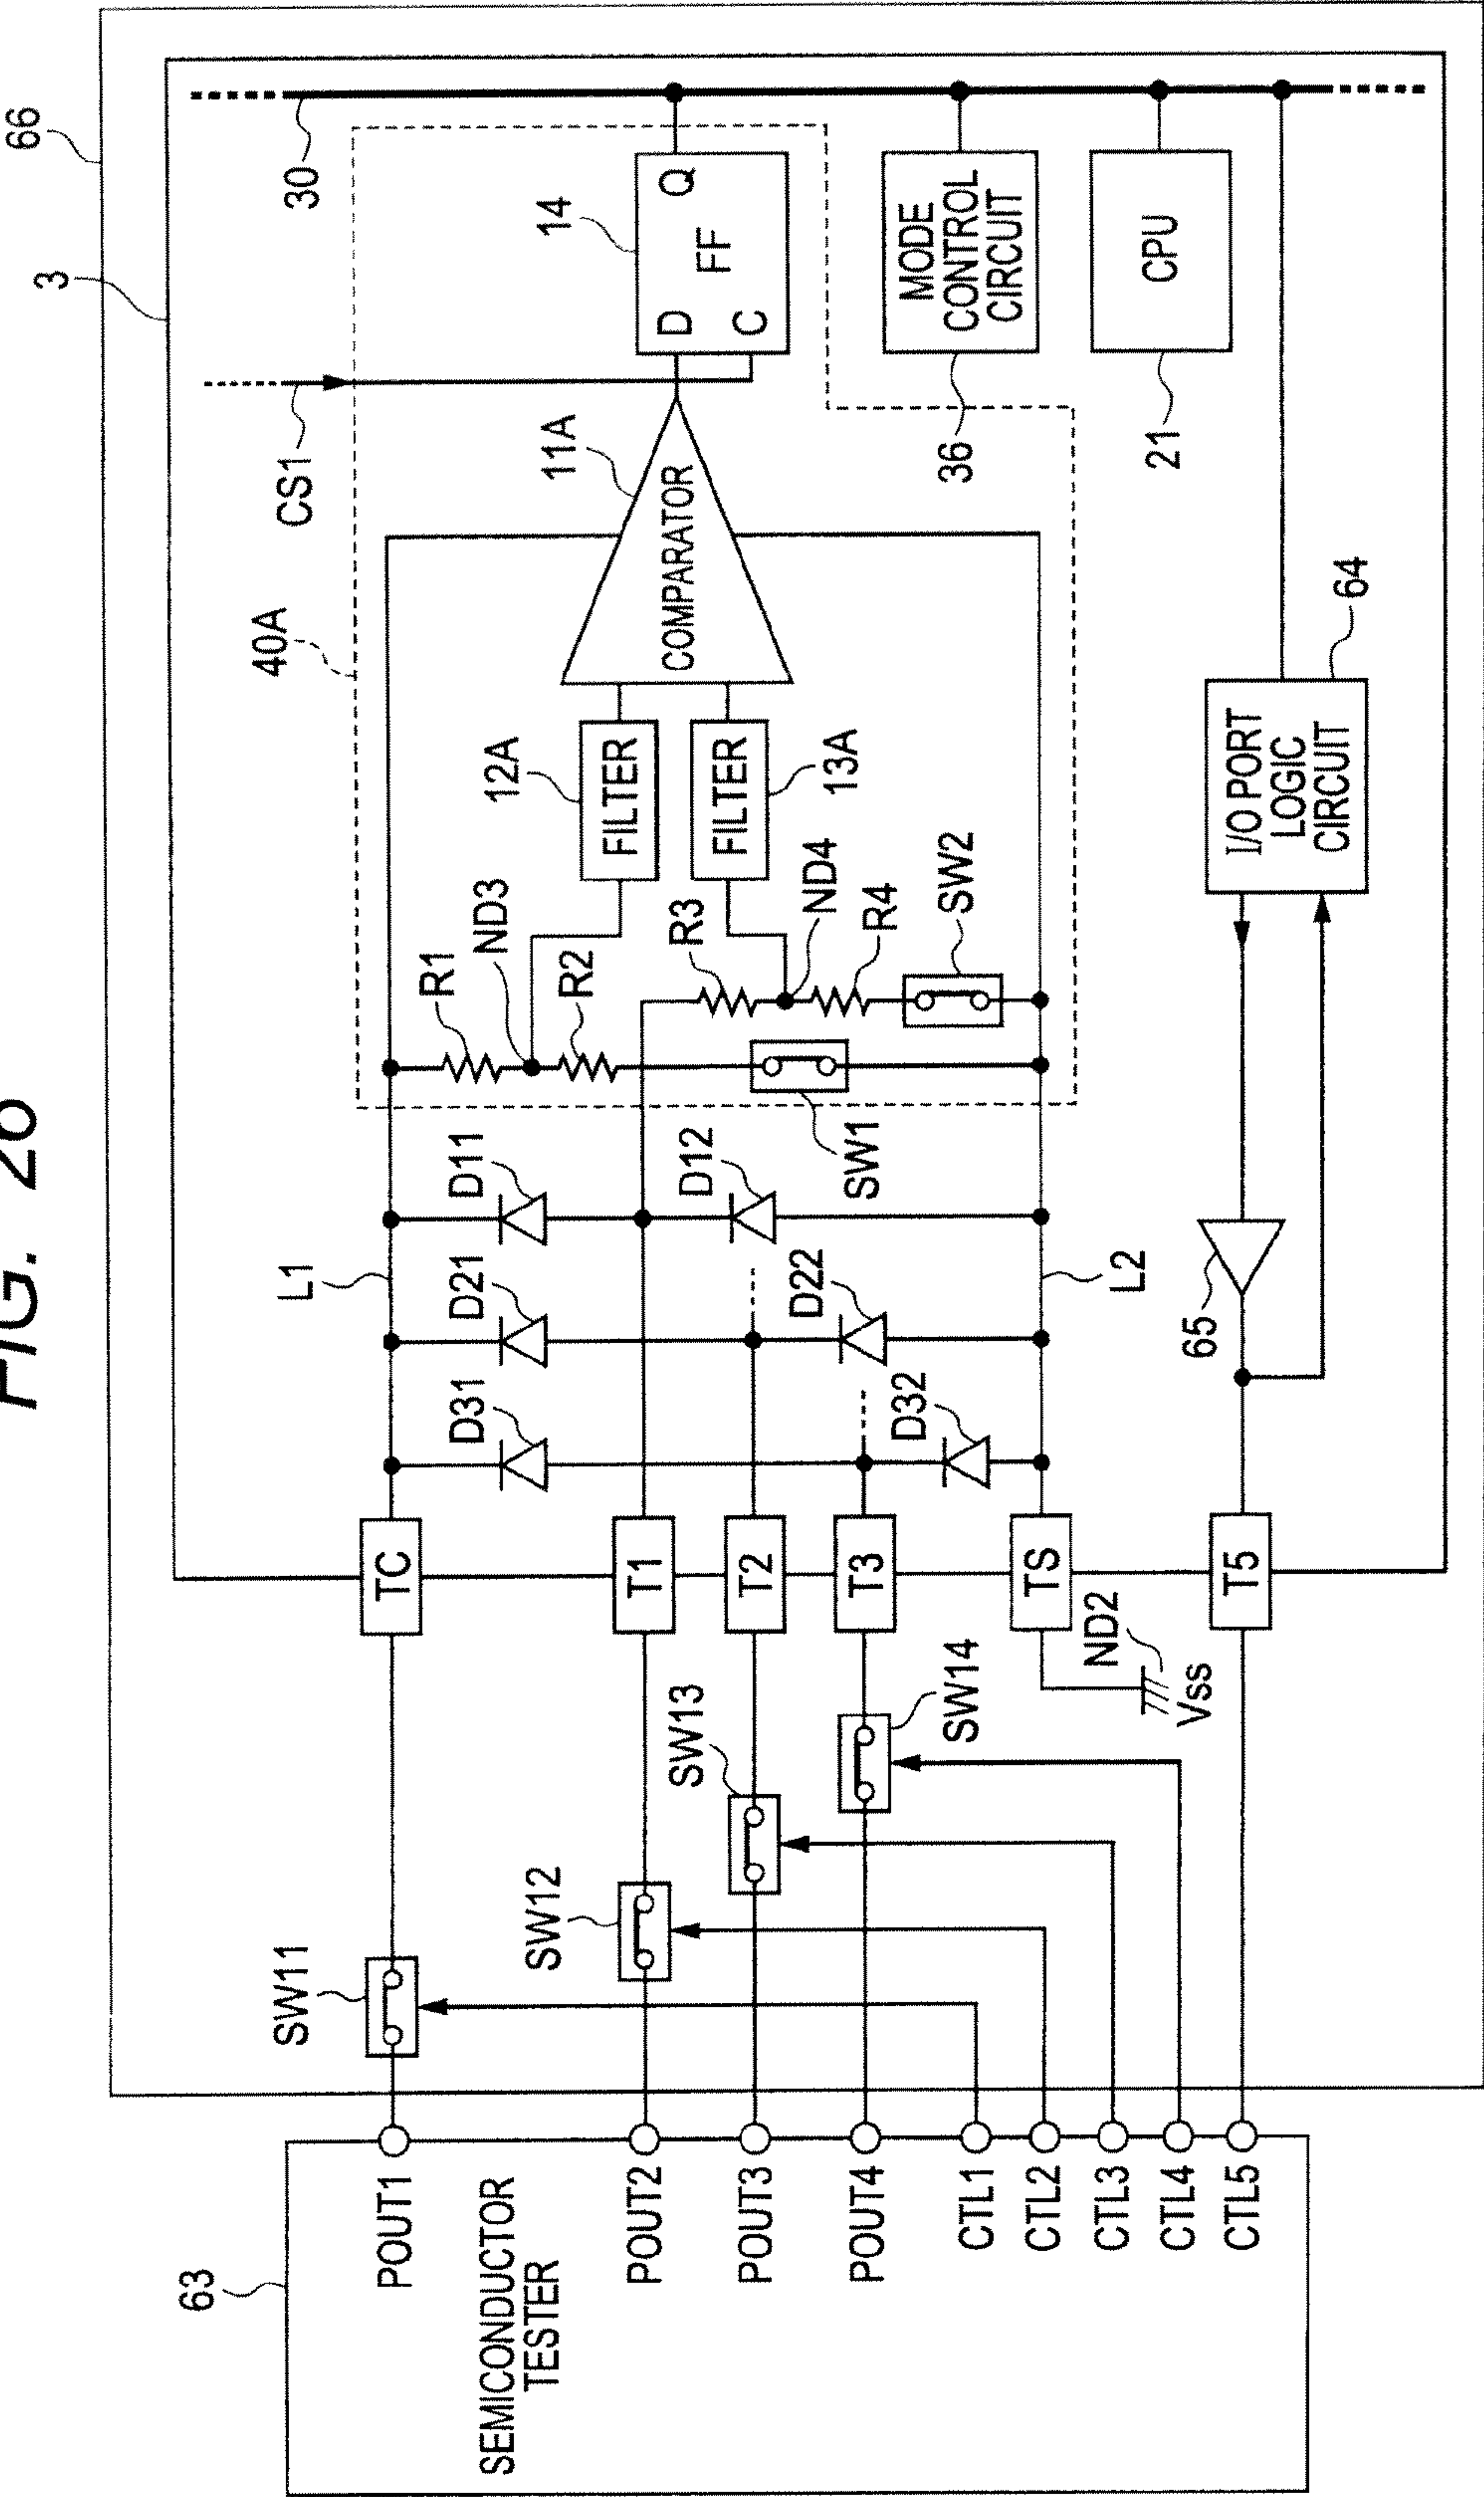 FIG. 26
66
3
30
CS1
40A
14
D
Q
FF
C
11A
COMPARATOR
MODE
CONTROL
CIRCUIT
36
CPU
21
12A
FILTER
FILTER
13A
I/O PORT
LOGIC
CIRCUIT
64
R1
ND3
R2
R3
ND4
R4
SW2
SW1
L1
D11
D12
D21
D22
D31
D32
L2
65
TC
T1
T2
T3
TS
T5
ND2
Vss
SW11
SW12
SW13
SW14
63
SEMICONDUCTOR
TESTER
POUT1
POUT2
POUT3
POUT4
CTL1
CTL2
CTL3
CTL4
CTL5